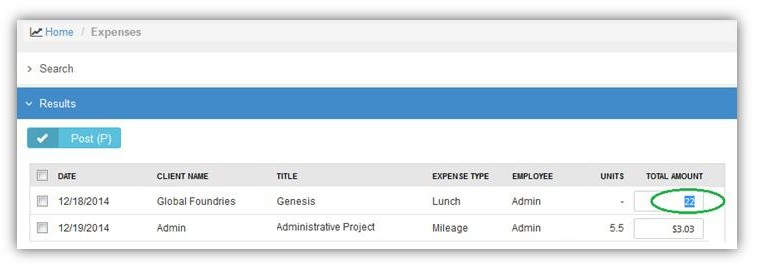 Home / Expenses
Search
Results
Post (P)
DATE CLIENT NAME TITLE EXPENSE TYPE EMPLOYEE UNITS TOTAL AMOUNT
12/18/2014 Global Foundries Genesis Lunch Admin - 22
12/19/2014 Admin Administrative Project Mileage Admin 5.5 $3.03